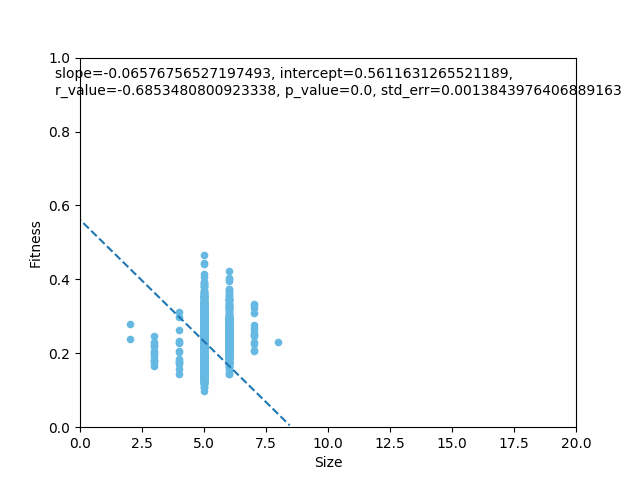 slope=-0.06576756527197493, intercept=0.5611631265521189,
r_value=-0.6853480800923338, p_value=0.0, std_err=0.0013843976406889163
1.0
0.8
0.6
0.4
0.2
0.0
Fitness
0.0 2.5 5.0 7.5 10.0 12.5 15.0 17.5 20.0
Size